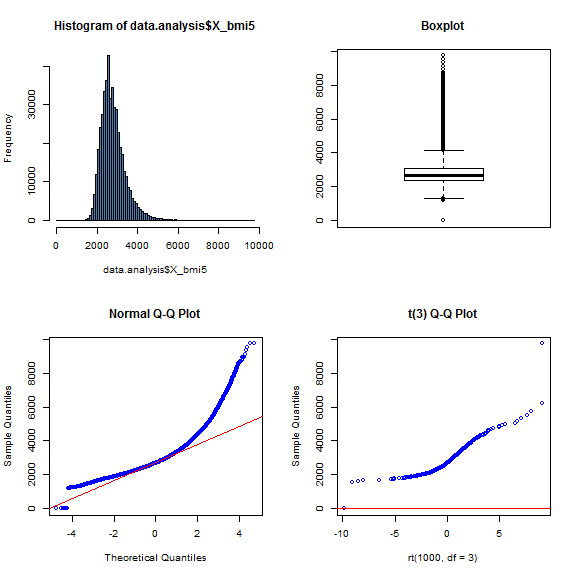 Histogram of data.analysis$X_bmi5
Frequency
0 10000 30000
0 2000 4000 6000 8000 10000
data.analysis$X_bmi5
Boxplot
0 2000 4000 6000 8000
Normal Q-Q Plot
Sample Quantiles
0 2000 4000 6000 8000
-4 -2 0 2 4
Theoretical Quantiles
t(3) Q-Q Plot
Sample Quantiles
0 2000 4000 6000 8000
-10 -5 0 5
rt(1000, df = 3)